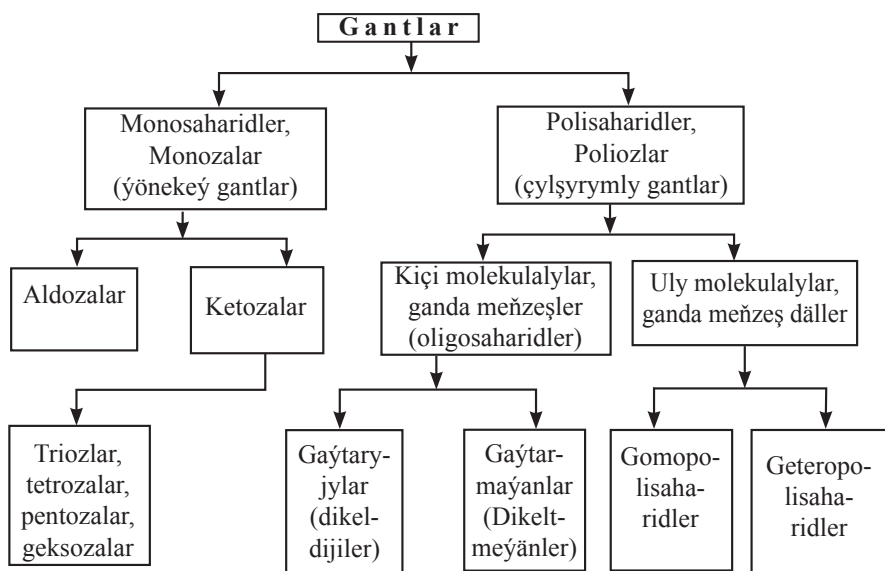 Gantlar
Monosaharidler,
Monozalar
(ýönekeý gantlar)
Polisaharidler,
Poliozlar
(çylşyrymly gantlar)
Aldozalar
Ketozalar
Kiçi molekulalylar,
ganda meňzeşler
(oligosaharidler)
Uly molekulalylar,
ganda meňzeş däller
Triozlar,
tetrozalar,
pentozalar,
geksozalar
Gaýtary-
jylar
(dikel-
dijiler)
Gaýtar-
maýanlar
(Dikelt-
meýänler)
Gomopo-
lisaha-
ridler
Geteropo-
lisaha-
ridler